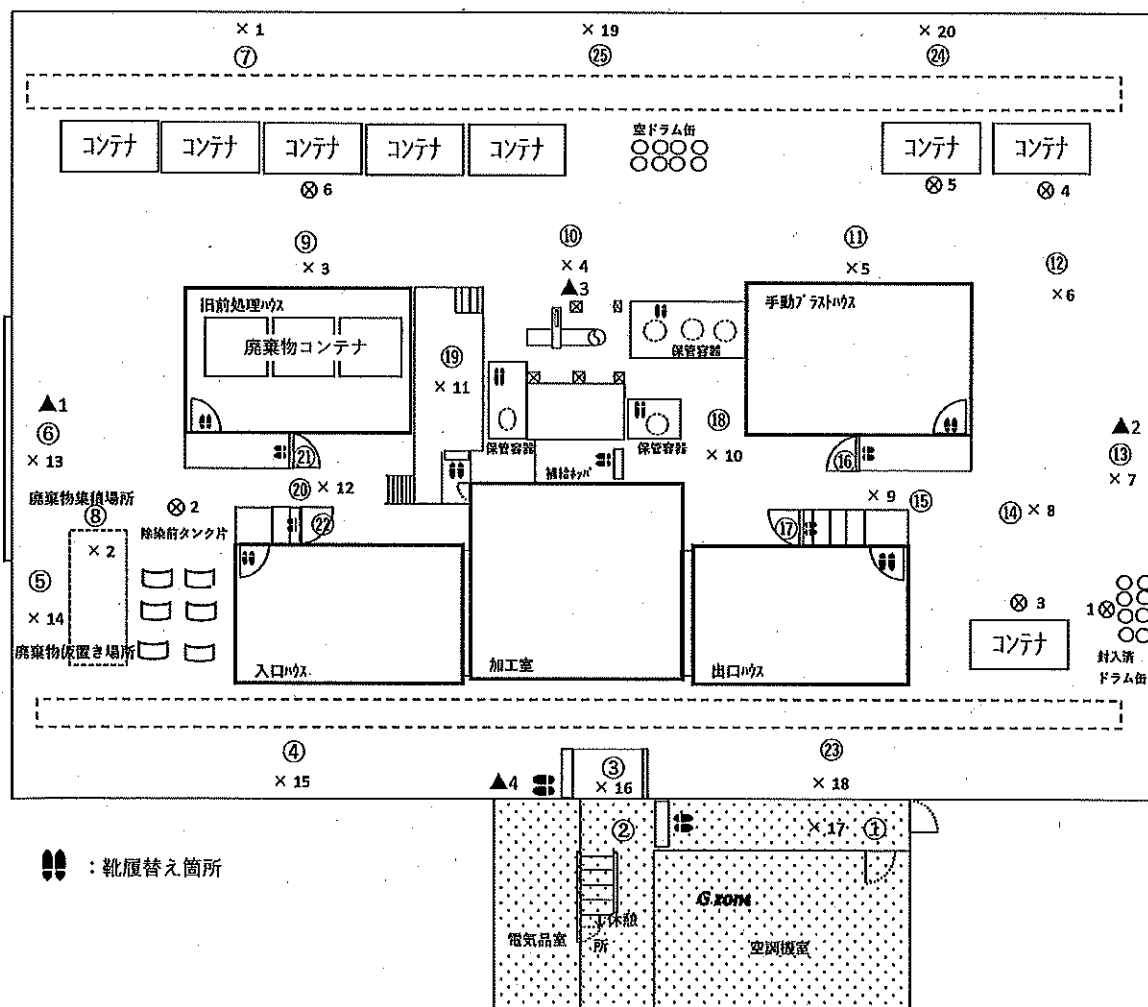 × 1
× 19
× 20
⑦
㉕
㉔
コンテナ
コンテナ
コンテナ
コンテナ
コンテナ
空ドラム缶
コンテナ
コンテナ
⊗ 6
⊗ 5
⊗ 4
⑨
⑩
⑪
⑫
× 3
× 4
× 5
× 6
▲3
旧前処理ハウス
手動ブラストハウス
廃棄物コンテナ
保管容器
⑲
× 11
▲1
⑥
× 13
⑱
× 10
▲2
⑬
× 7
保管容器
補給ホッパ
保管容器
㉑
⑯
⑳
× 12
× 9
⑮
廃棄物集積場所
⑧
⊗ 2
除染前タンク片
㉒
⑰
⑭ × 8
× 2
⑤
× 14
⊗ 3
1 ⊗
コンテナ
廃棄物仮置き場所
入口ハウス
加工室
出口ハウス
封入済
ドラム缶
④
㉓
× 15
▲4
③
× 16
× 18
②
× 17
①
：靴履替え箇所
G zone
電気品室
休憩
所
空調機室